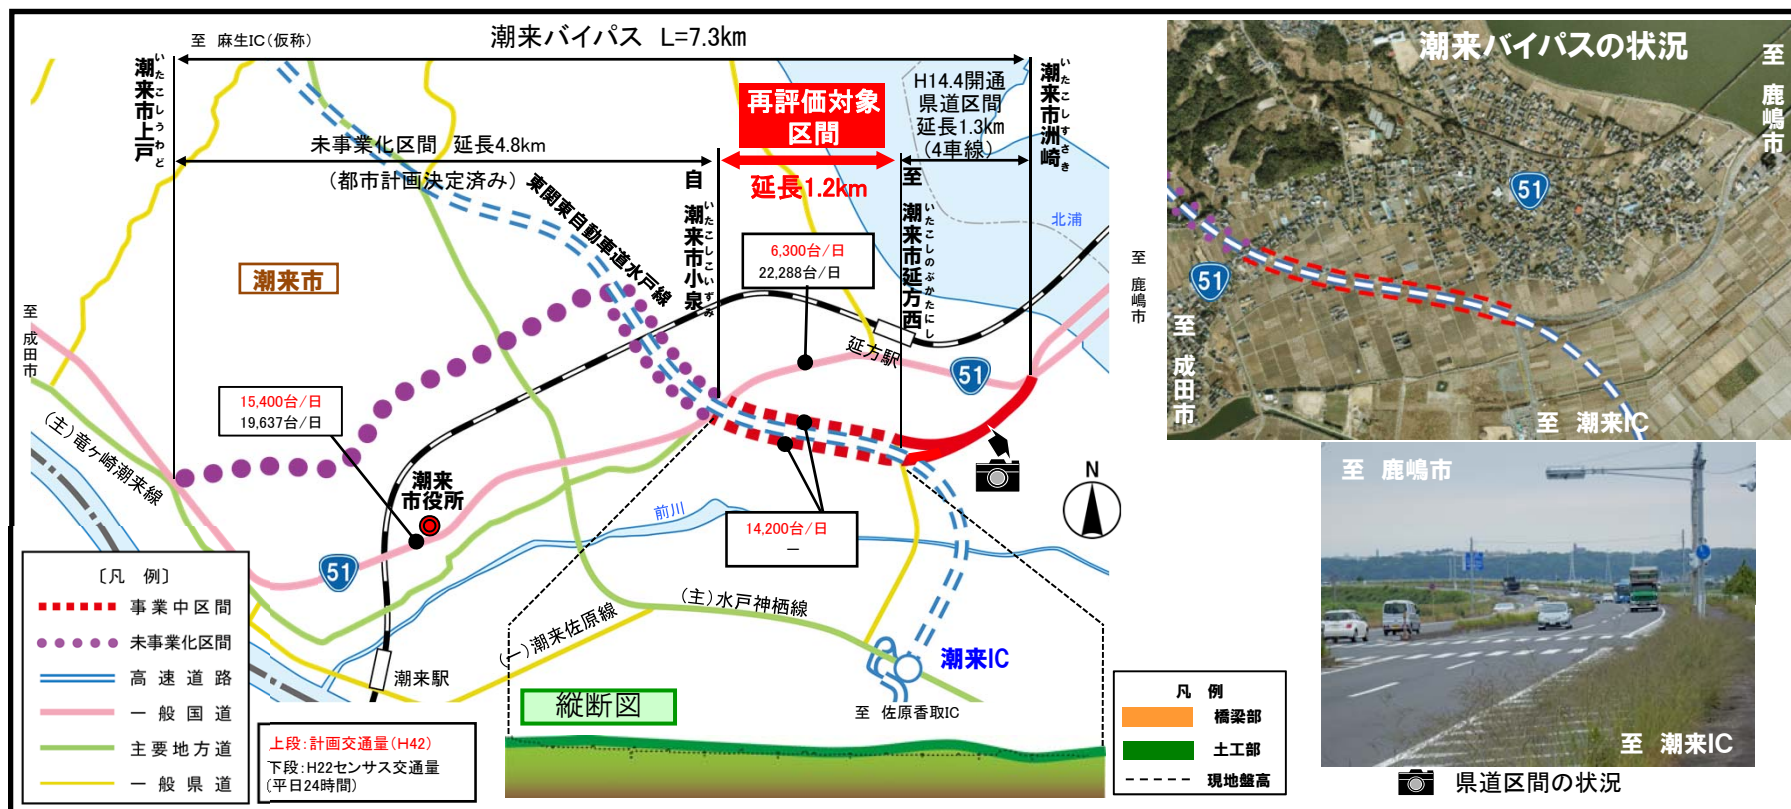 潮来バイパス L=7.3km
至 麻生IC(仮称)
潮来市上戸
いたこしうわど
未事業化区間 延長4.8km
(都市計画決定済み)
再評価対象
区間
延長1.2km
H14.4開通
県道区間
延長1.3km
(4車線)
潮来市洲崎
いたこしすさき
自 潮来市小泉
いたこしこいずみ
至 潮来市延方西
いたこしのぶかたにし
東関東自動車道水戸線
北浦
至 鹿嶋市
6,300台/日
22,288台/日
潮来市
至 成田市
延方駅
51
15,400台/日
19,637台/日
(主)竜ヶ崎潮来線
潮来
市役所
前川
14,200台/日
－
N
51
(主)水戸神栖線
(一)潮来佐原線
潮来駅
潮来IC
至 佐原香取IC
〔凡 例〕
事業中区間
未事業化区間
高速道路
一般国道
主要地方道
一般県道
上段:計画交通量(H42)
下段:H22センサス交通量
(平日24時間)
縦断図
凡 例
橋梁部
土工部
現地盤高
潮来バイパスの状況
至 鹿嶋市
51
51
至 成田市
至 潮来IC
至 鹿嶋市
至 潮来IC
県道区間の状況